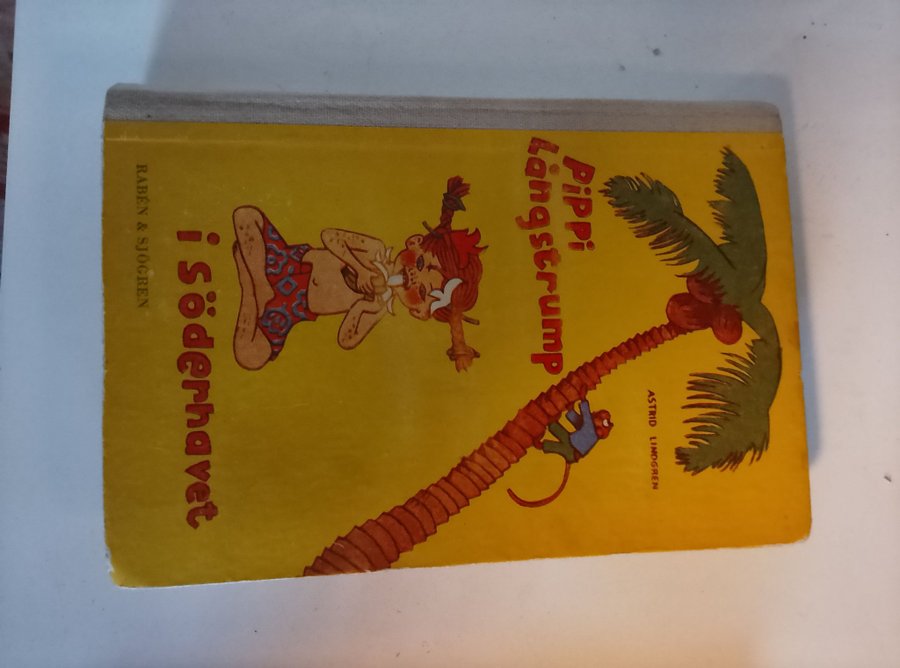 ASTRID LINDGREN
Pippi
Långstrump
i Söderhavet
RABÉN & SJÖGREN